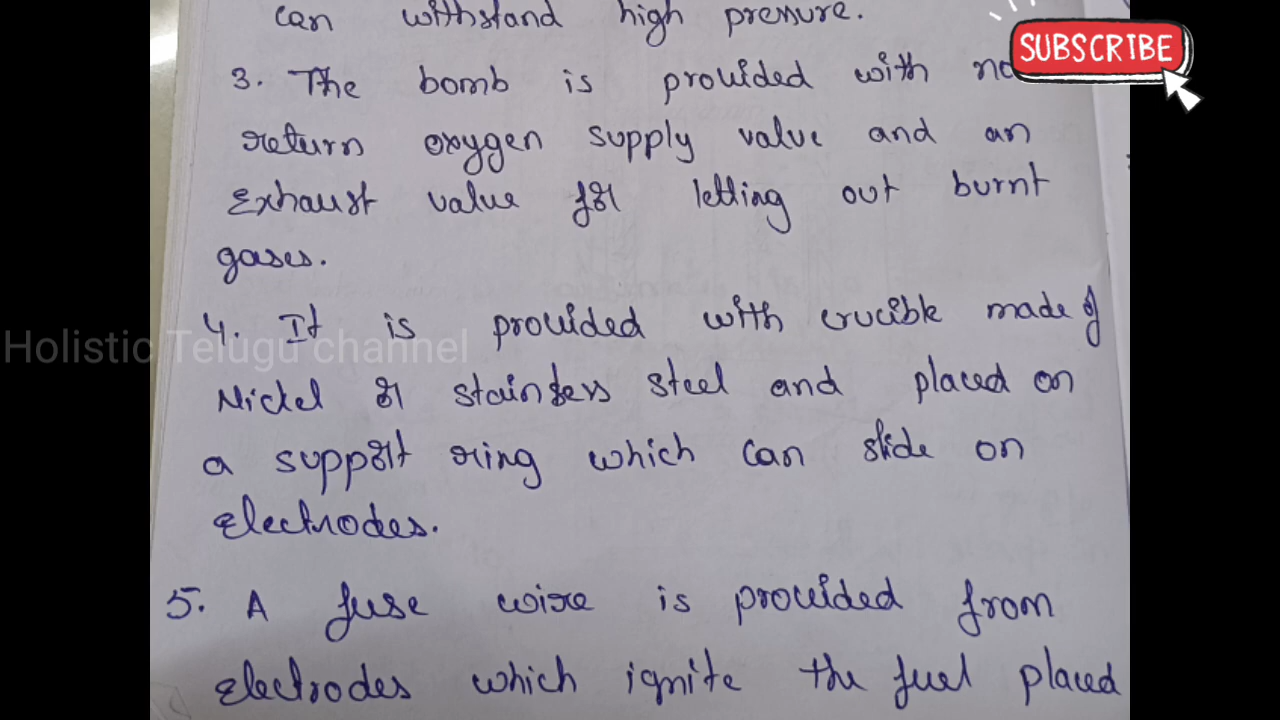 can withstand high pressure.
SUBSCRIBE
3. The bomb is provided with no
return oxygen supply value and an
Exhaust value for letting out burnt
gases.
4. It is provided with crucible made of
Holistic Telugu channel
Nickel or stainless steel and placed on
a support ring which can slide on
Electrodes.
5. A fuse wire is provided from
Electrodes which ignite the fuel placed